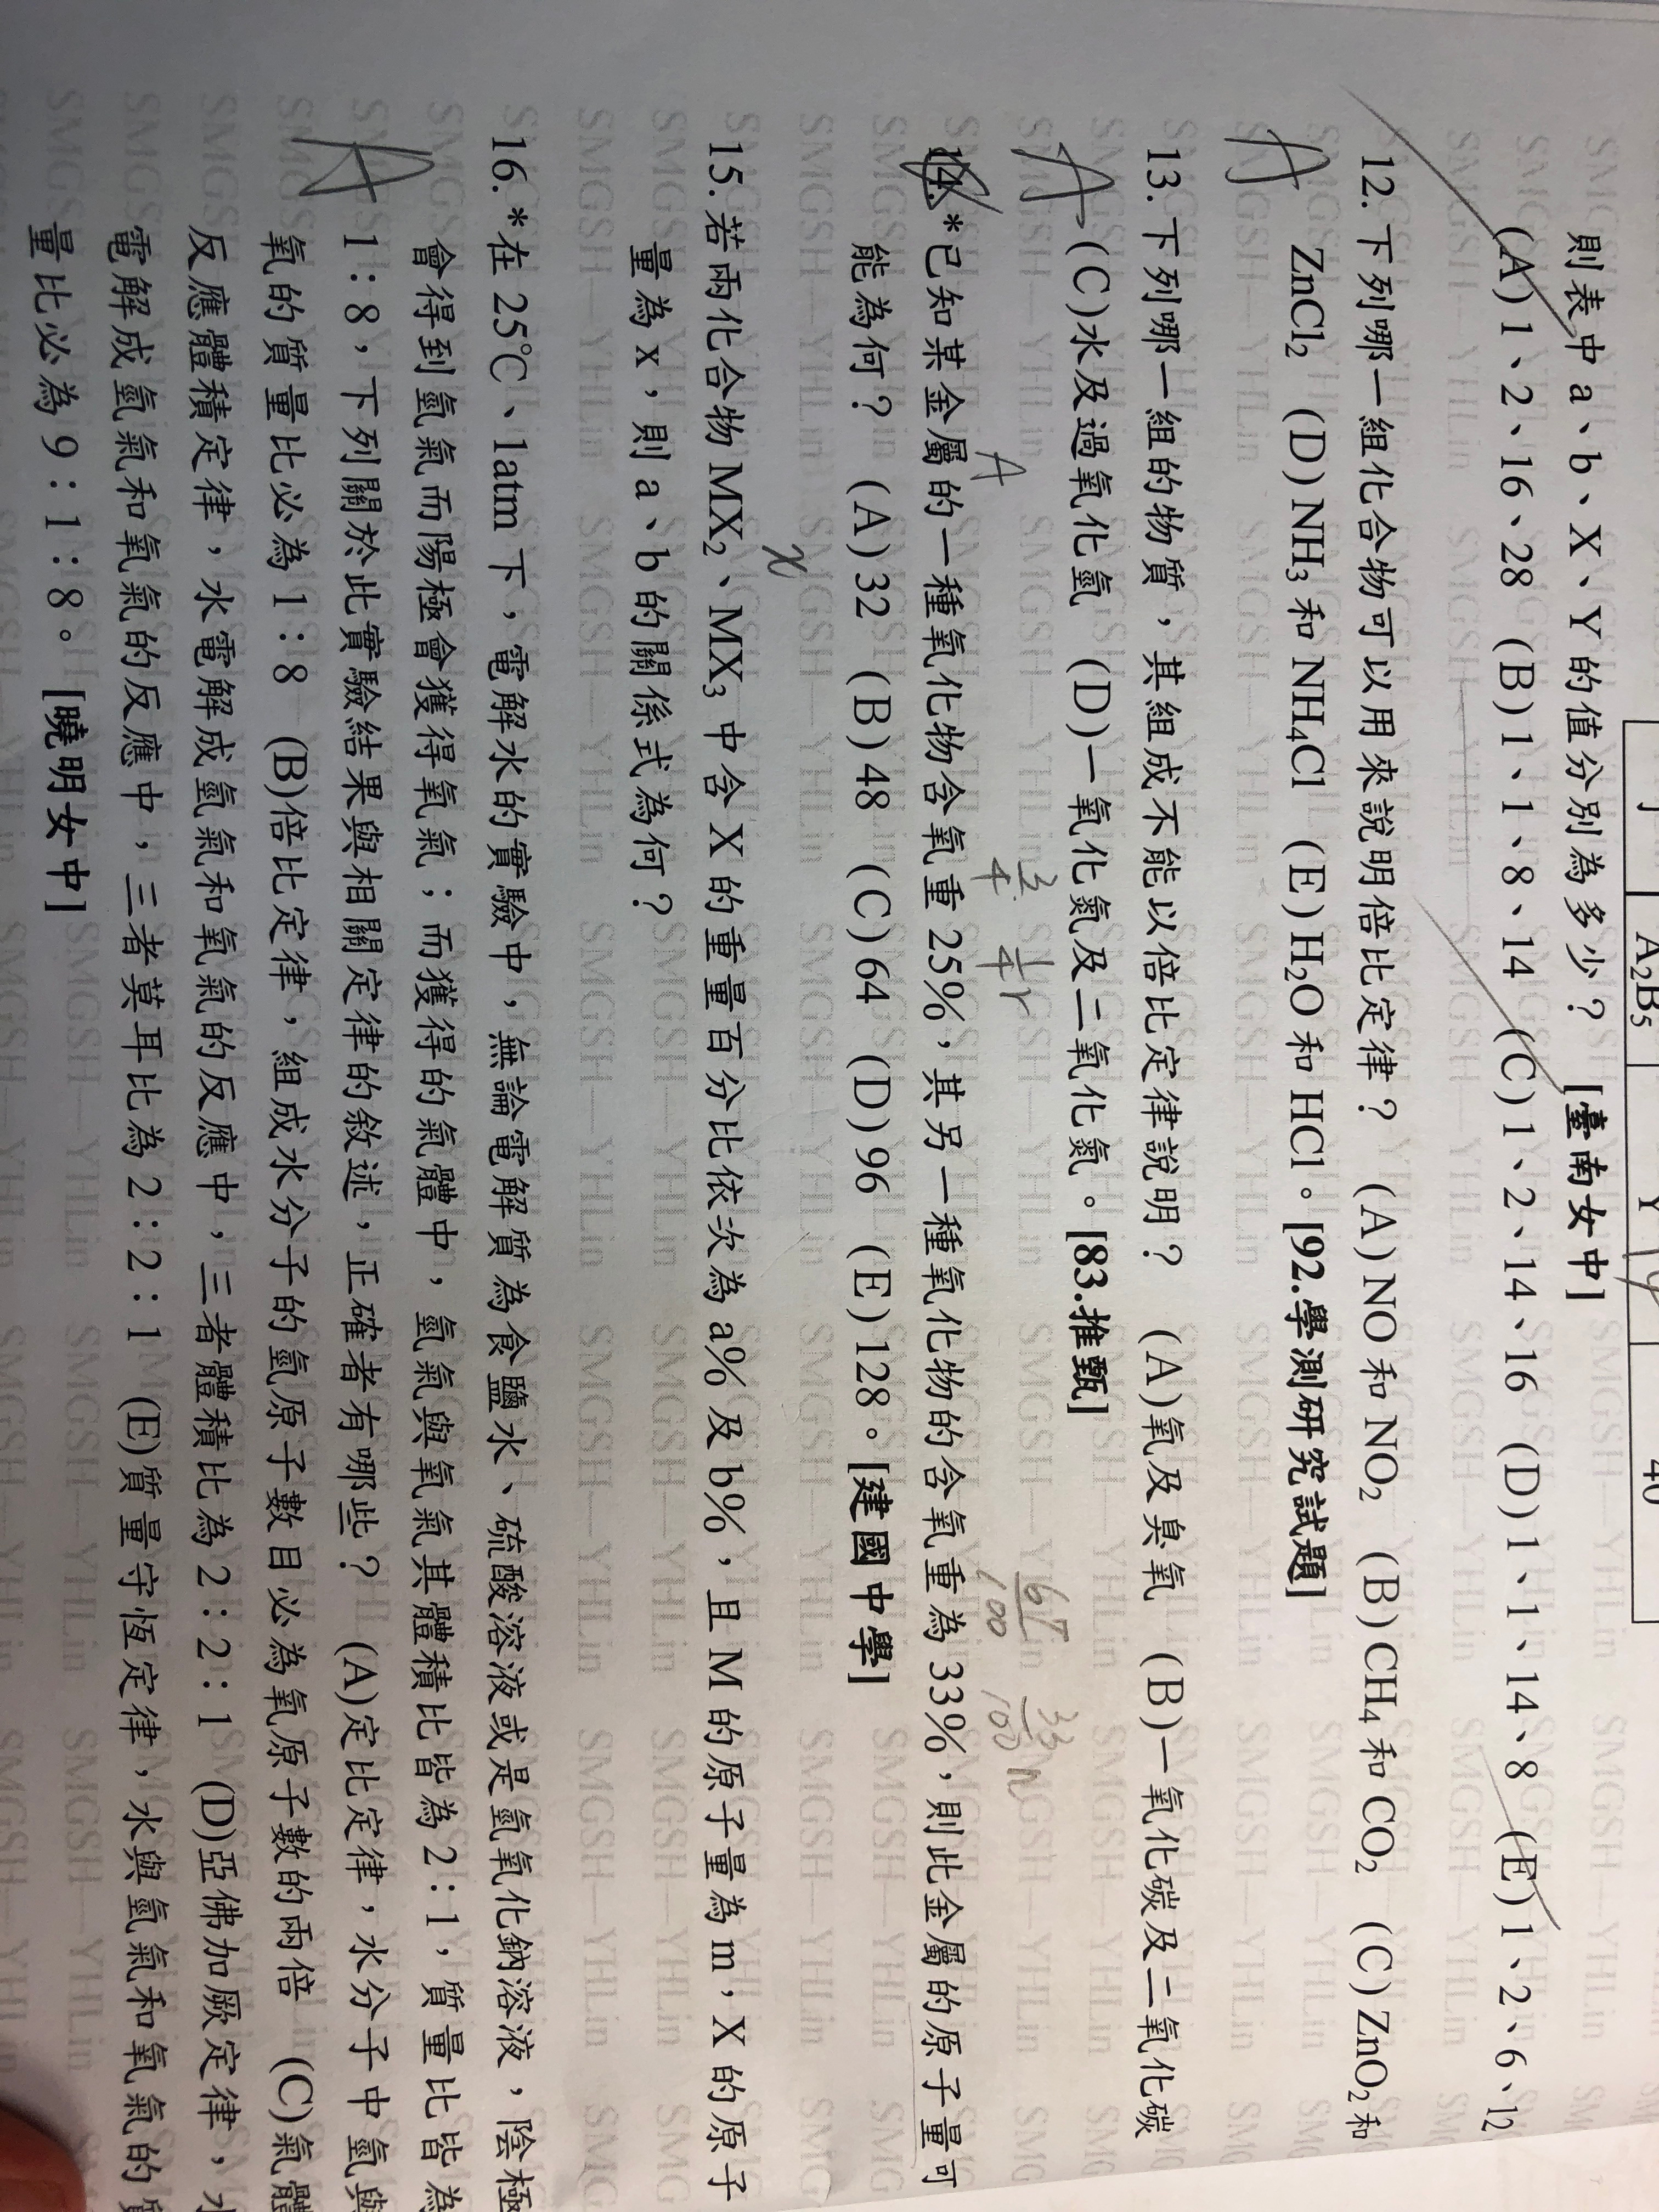 A₂B₅ Y 40
則表中 a、b、X、Y 的值分別為多少？ [臺南女中]
(A) 1、2、16、28 (B) 1、1、8、14 (C) 1、2、14、16 (D) 1、1、14、8 (E) 1、2、6、12
12. 下列哪一組化合物可以用來說明倍比定律？ (A) NO 和 NO₂ (B) CH₄ 和 CO₂ (C) ZnO₂ 和
A ZnCl₂ (D) NH₃ 和 NH₄Cl (E) H₂O 和 HCl。[92.學測研究試題]
13. 下列哪一組的物質，其組成不能以倍比定律說明？ (A)氧及臭氧 (B)一氧化碳及二氧化碳
A (C)水及過氧化氫 (D)一氧化氮及二氧化氮。[83.推甄]
A 3/4 1/4 67/100 33/100
14. *已知某金屬的一種氧化物含氧重 25%，其另一種氧化物的含氧重為 33%，則此金屬的原子量可
能為何？ (A) 32 (B) 48 (C) 64 (D) 96 (E) 128。[建國中學]
x
15. 若兩化合物 MX₂、MX₃ 中含 X 的重量百分比依次為 a% 及 b%，且 M 的原子量為 m，X 的原子
量為 x，則 a、b 的關係式為何？
16. *在 25℃、1atm 下，電解水的實驗中，無論電解質為食鹽水、硫酸溶液或是氫氧化鈉溶液，陰極
會得到氫氣而陽極會獲得氧氣；而獲得的氣體中，氫氣與氧氣其體積比皆為 2：1，質量比皆為
A 1：8，下列關於此實驗結果與相關定律的敘述，正確者有哪些？ (A)定比定律，水分子中氫與
氧的質量比必為 1：8 (B)倍比定律，組成水分子的氫原子數目必為氧原子數的兩倍 (C)氣體
反應體積定律，水電解成氫氣和氧氣的反應中，三者體積比為 2：2：1 (D)亞佛加厥定律，水
電解成氫氣和氧氣的反應中，三者莫耳比為 2：2：1 (E)質量守恆定律，水與氫氣和氧氣的質
量比必為 9：1：8。 [曉明女中]
SMGSH—YHLin